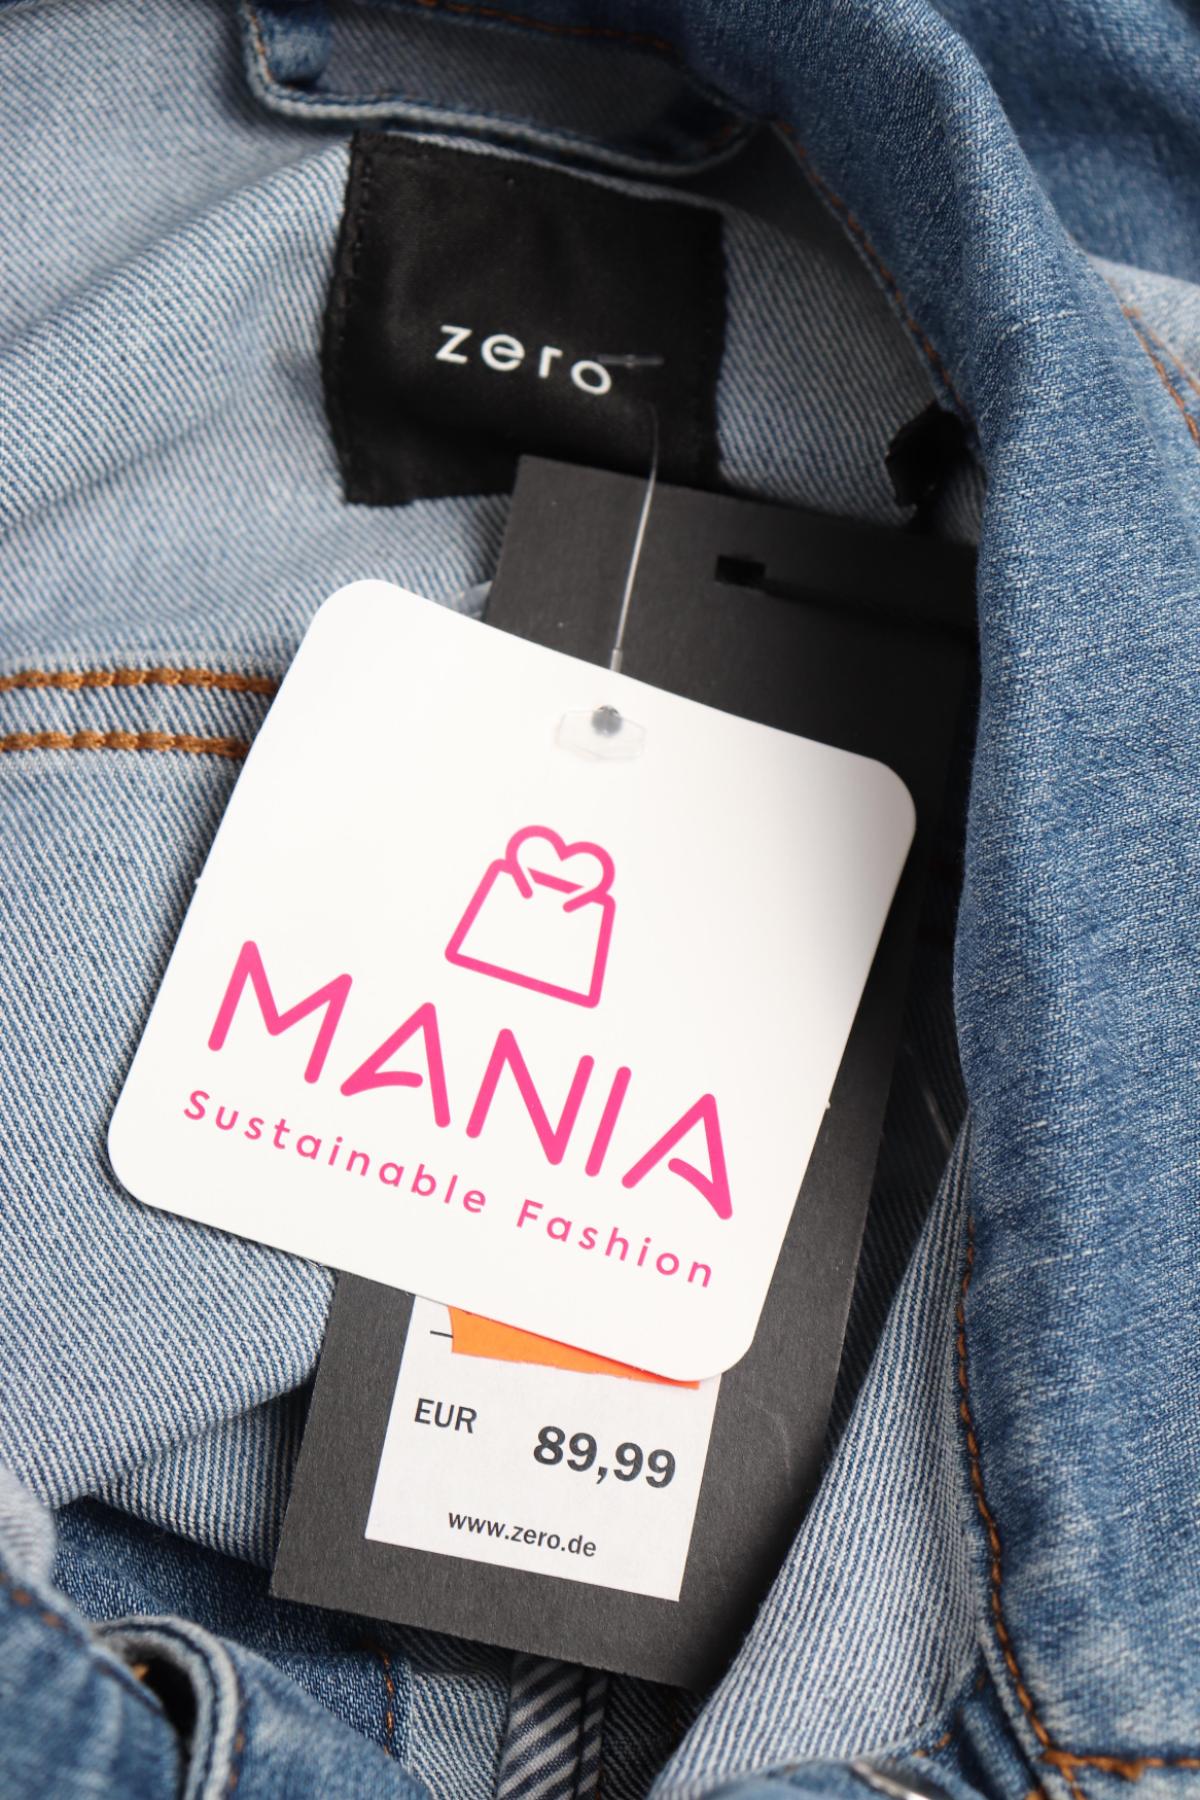 zero
MANIA
Sustainable Fashion
EUR 89,99
www.zero.de